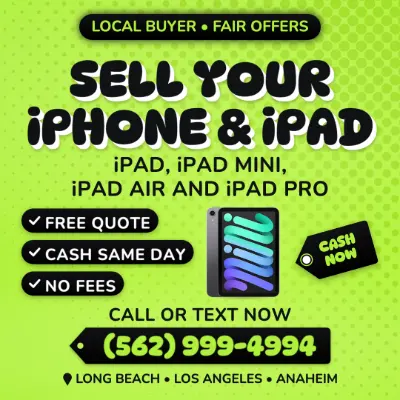 LOCAL BUYER • FAIR OFFERS
SELL YOUR
iPHONE & iPAD
iPAD, iPAD MINI,
iPAD AIR AND iPAD PRO
FREE QUOTE
CASH SAME DAY
NO FEES
CASH
NOW
CALL OR TEXT NOW
(562) 999-4994
LONG BEACH • LOS ANGELES • ANAHEIM